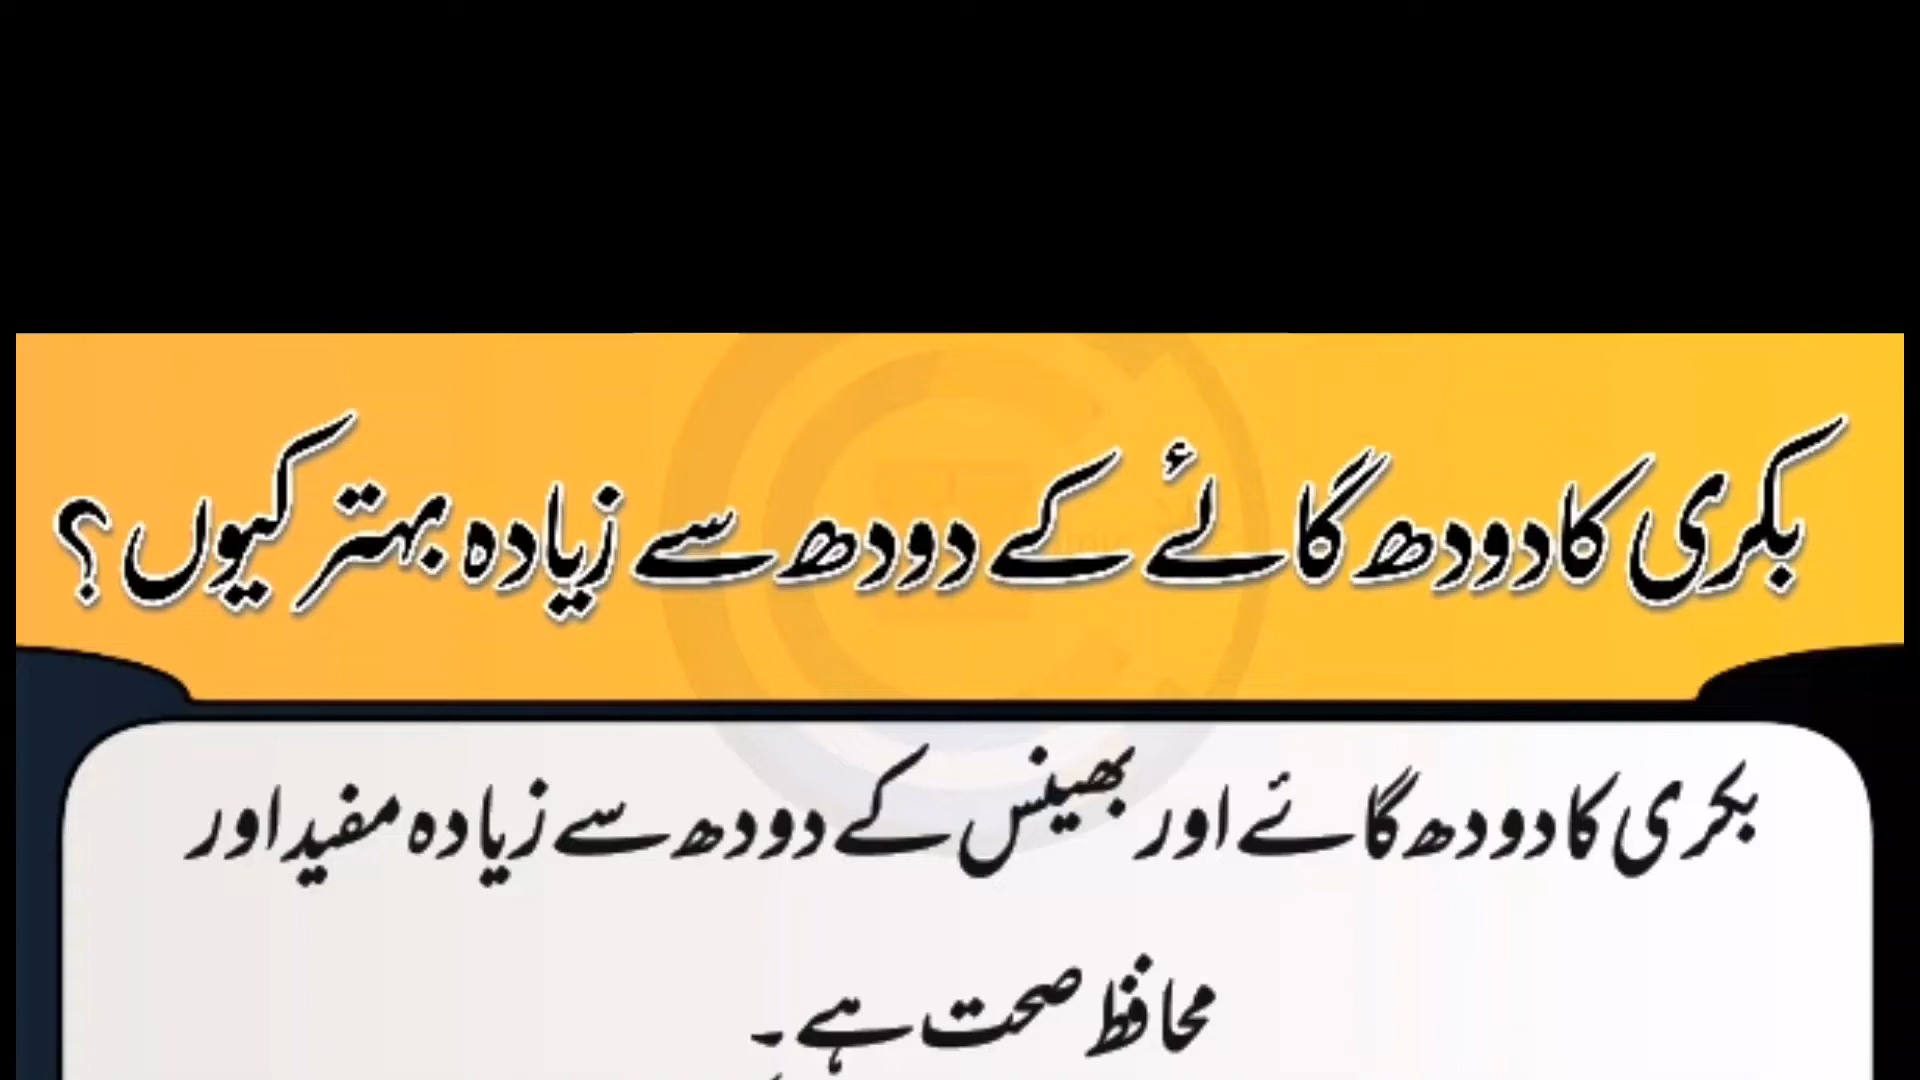 بکری کا دودھ گائے کے دودھ سے زیادہ بہتر کیوں؟
بکری کا دودھ گائے اور بھینس کے دودھ سے زیادہ مفید اور
محافظ صحت ہے۔